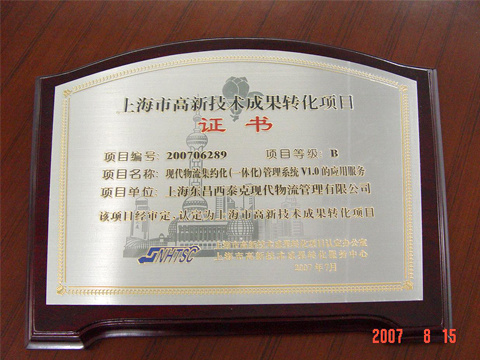 上海市高新技术成果转化项目
证书
项目编号: 200706289 项目等级: B
项目名称: 现代物流集约化(一体化)管理系统V1.0的应用服务
项目单位: 上海东昌西泰克现代物流管理有限公司
该项目经审定、认定为上海市高新技术成果转化项目
SNHTSC
2007年 月
2007 8 15